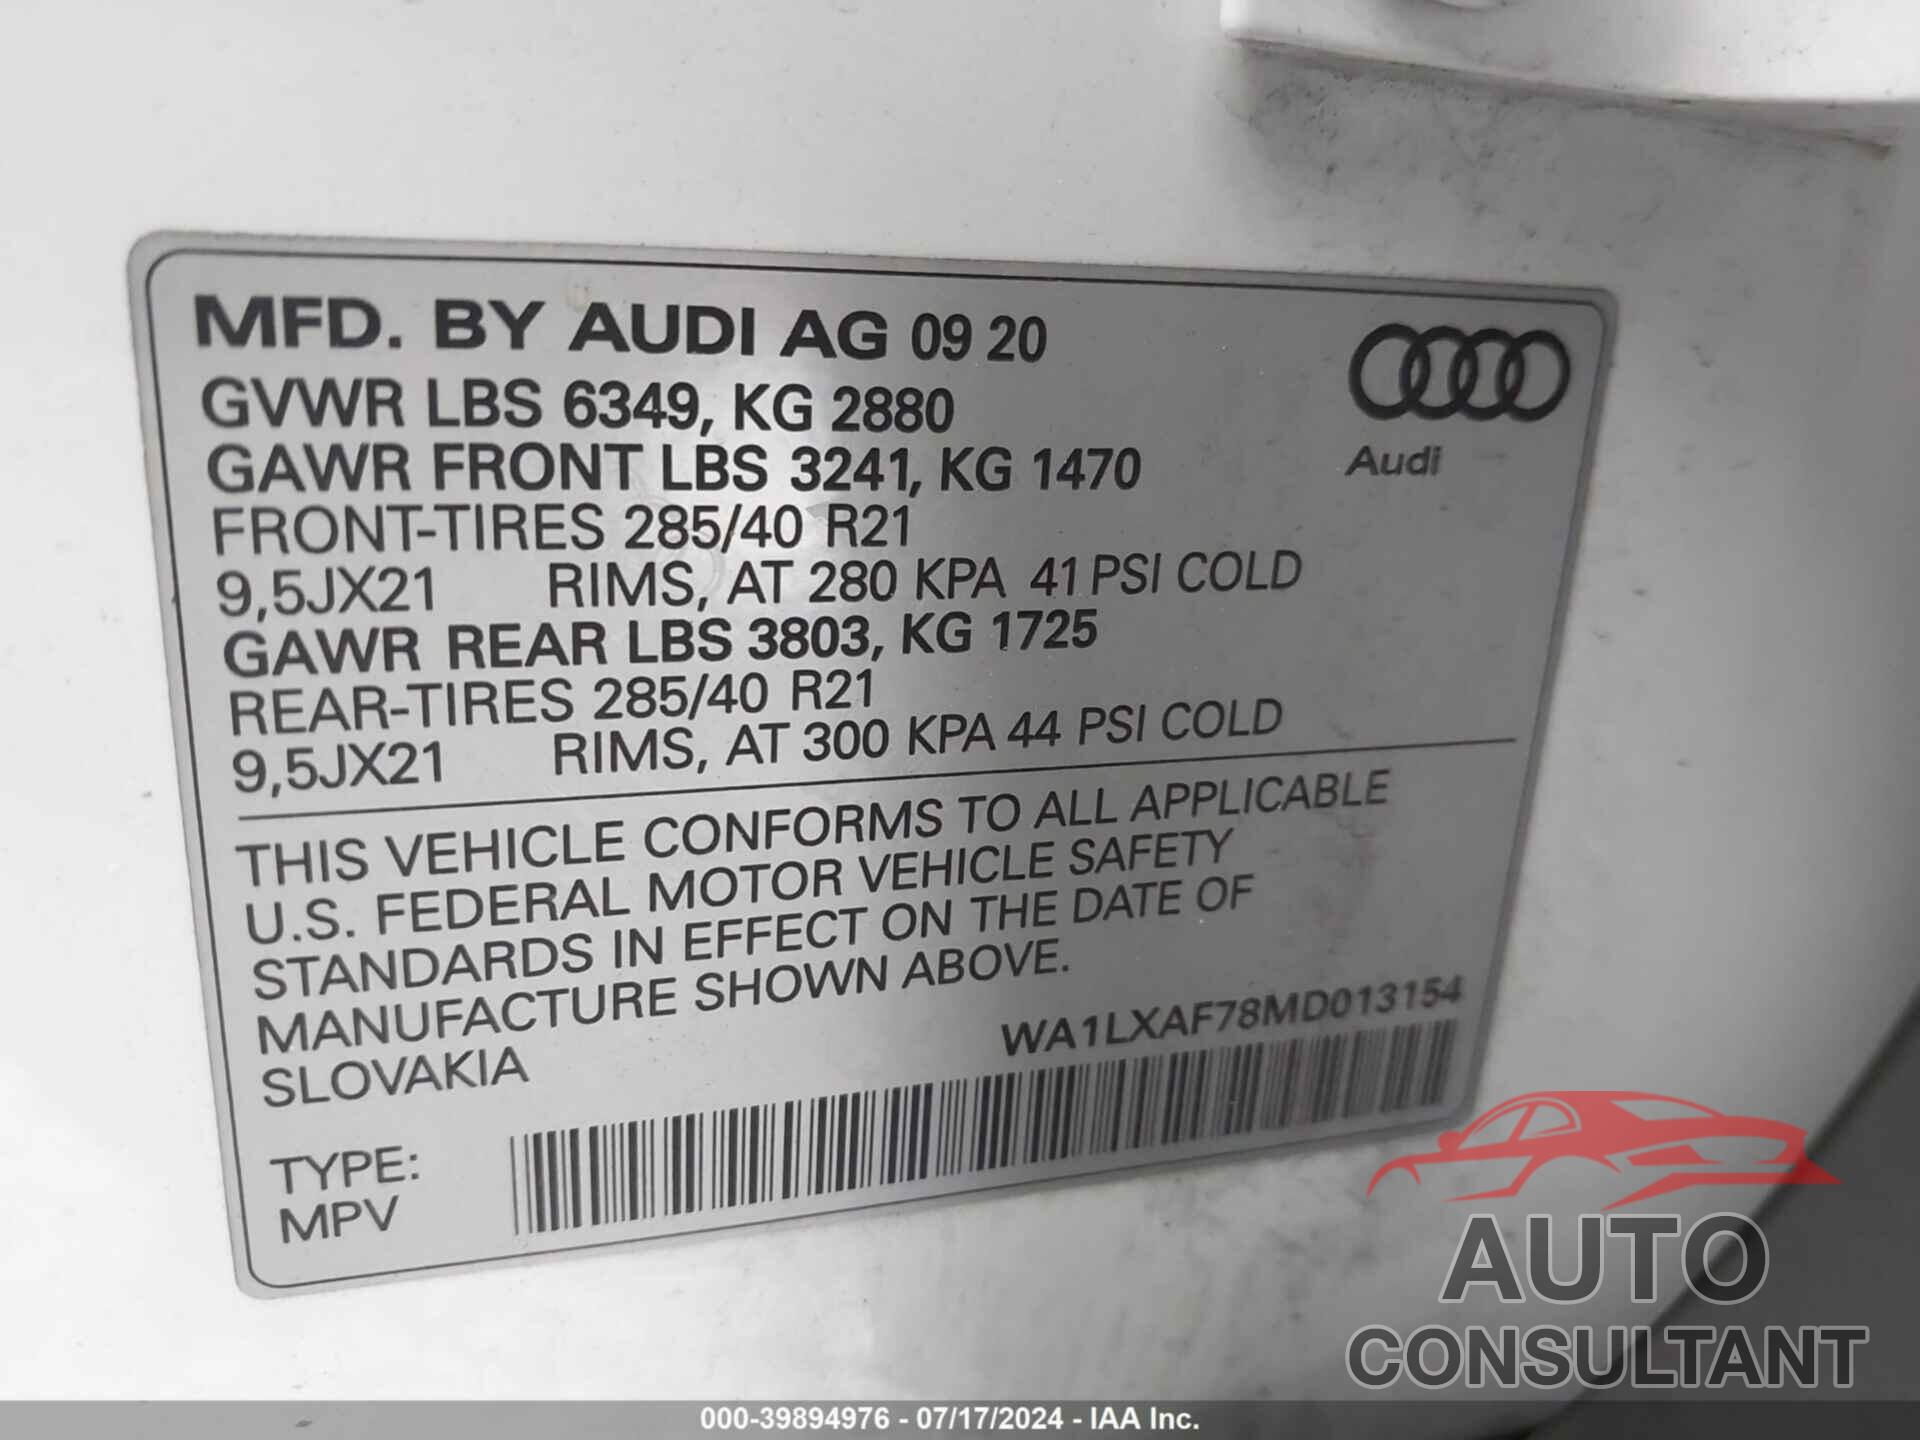 MFD. BY AUDI AG 09 20
GVWR LBS 6349, KG 2880
GAWR FRONT LBS 3241, KG 1470
FRONT-TIRES 285/40 R21
9,5JX21 RIMS, AT 280 KPA 41 PSI COLD
GAWR REAR LBS 3803, KG 1725
REAR-TIRES 285/40 R21
9,5JX21 RIMS, AT 300 KPA 44 PSI COLD
Audi
THIS VEHICLE CONFORMS TO ALL APPLICABLE
U.S. FEDERAL MOTOR VEHICLE SAFETY
STANDARDS IN EFFECT ON THE DATE OF
MANUFACTURE SHOWN ABOVE.
SLOVAKIA
WA1LXAF78MD013154
TYPE:
MPV
AUTO
CONSULTANT
000-39894976 - 07/17/2024 - IAA Inc.